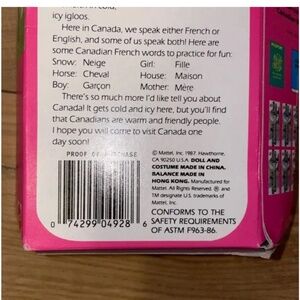 icy igloos.
Here in Canada, we speak either French or
English, and some of us speak both! Here are
some Canadian French words to practice for fun:
Snow: Neige Girl: Fille
Horse: Cheval House: Maison
Boy: Garçon Mother: Mère
There's so much more I'd like to tell you about
Canada! It gets cold and icy here, but you'll find
that Canadians are warm and friendly people.
I hope you will come to visit Canada one
day soon!
PROOF OF PURCHASE
0 74299 04928 6
© Mattel, Inc. 1987. Hawthorne,
CA 90250 U.S.A. DOLL AND
COSTUME MADE IN CHINA.
BALANCE MADE IN
HONG KONG. Manufactured for
Mattel. All Rights Reserved. ® and
TM designate U.S. trademarks of
Mattel, Inc.
CONFORMS TO THE
SAFETY REQUIREMENTS
OF ASTM F963-86.